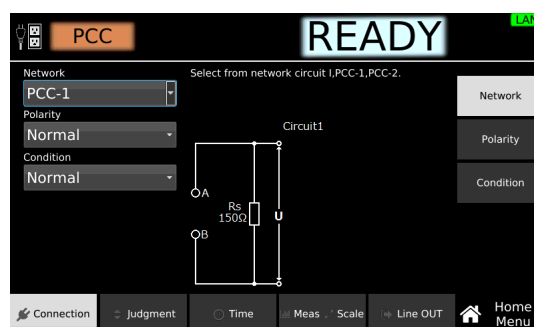 PCC
READY
LAN
Network
Select from network circuit I,PCC-1,PCC-2.
PCC-1
Network
Polarity
Normal
Circuit1
Polarity
Condition
Normal
Condition
A
Rs
150Ω
U
B
Connection
Judgment
Time
Meas
Scale
Line OUT
Home
Menu